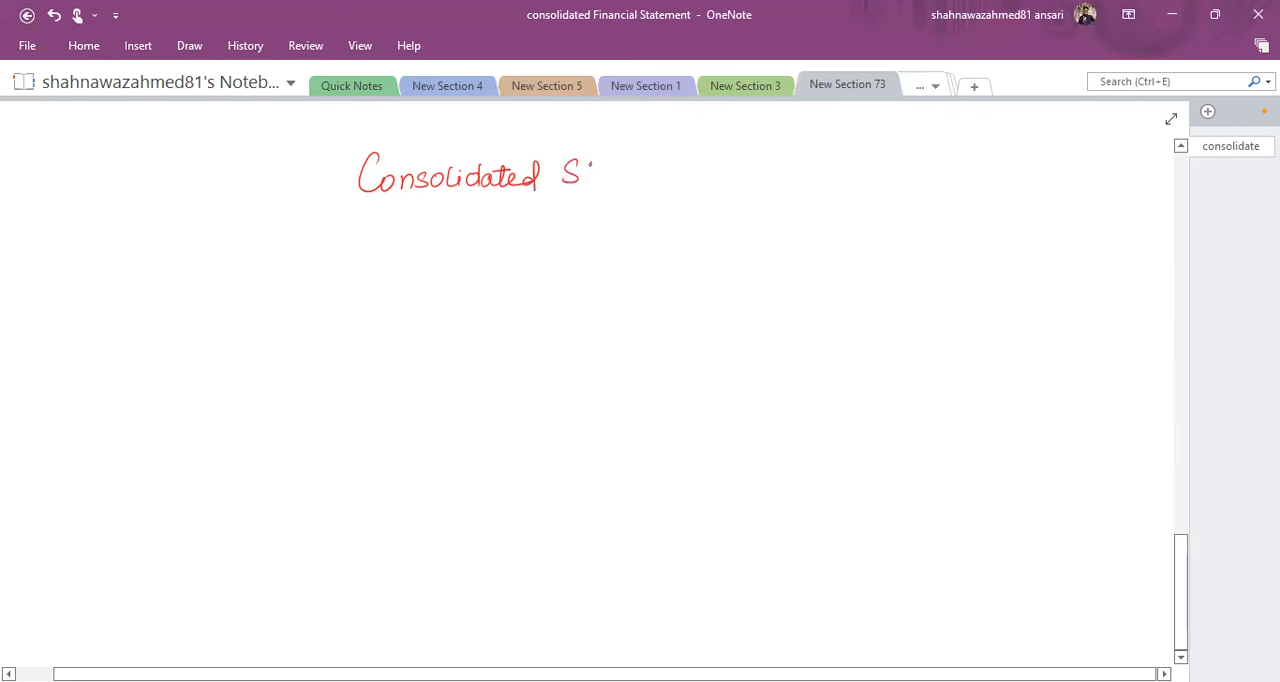 consolidated Financial Statement - OneNote
shahnawazahmed81 ansari
File Home Insert Draw History Review View Help
shahnawazahmed81's Noteb...
Quick Notes New Section 4 New Section 5 New Section 1 New Section 3 New Section 73 ...
Search (Ctrl+E)
consolidate
Consolidated S